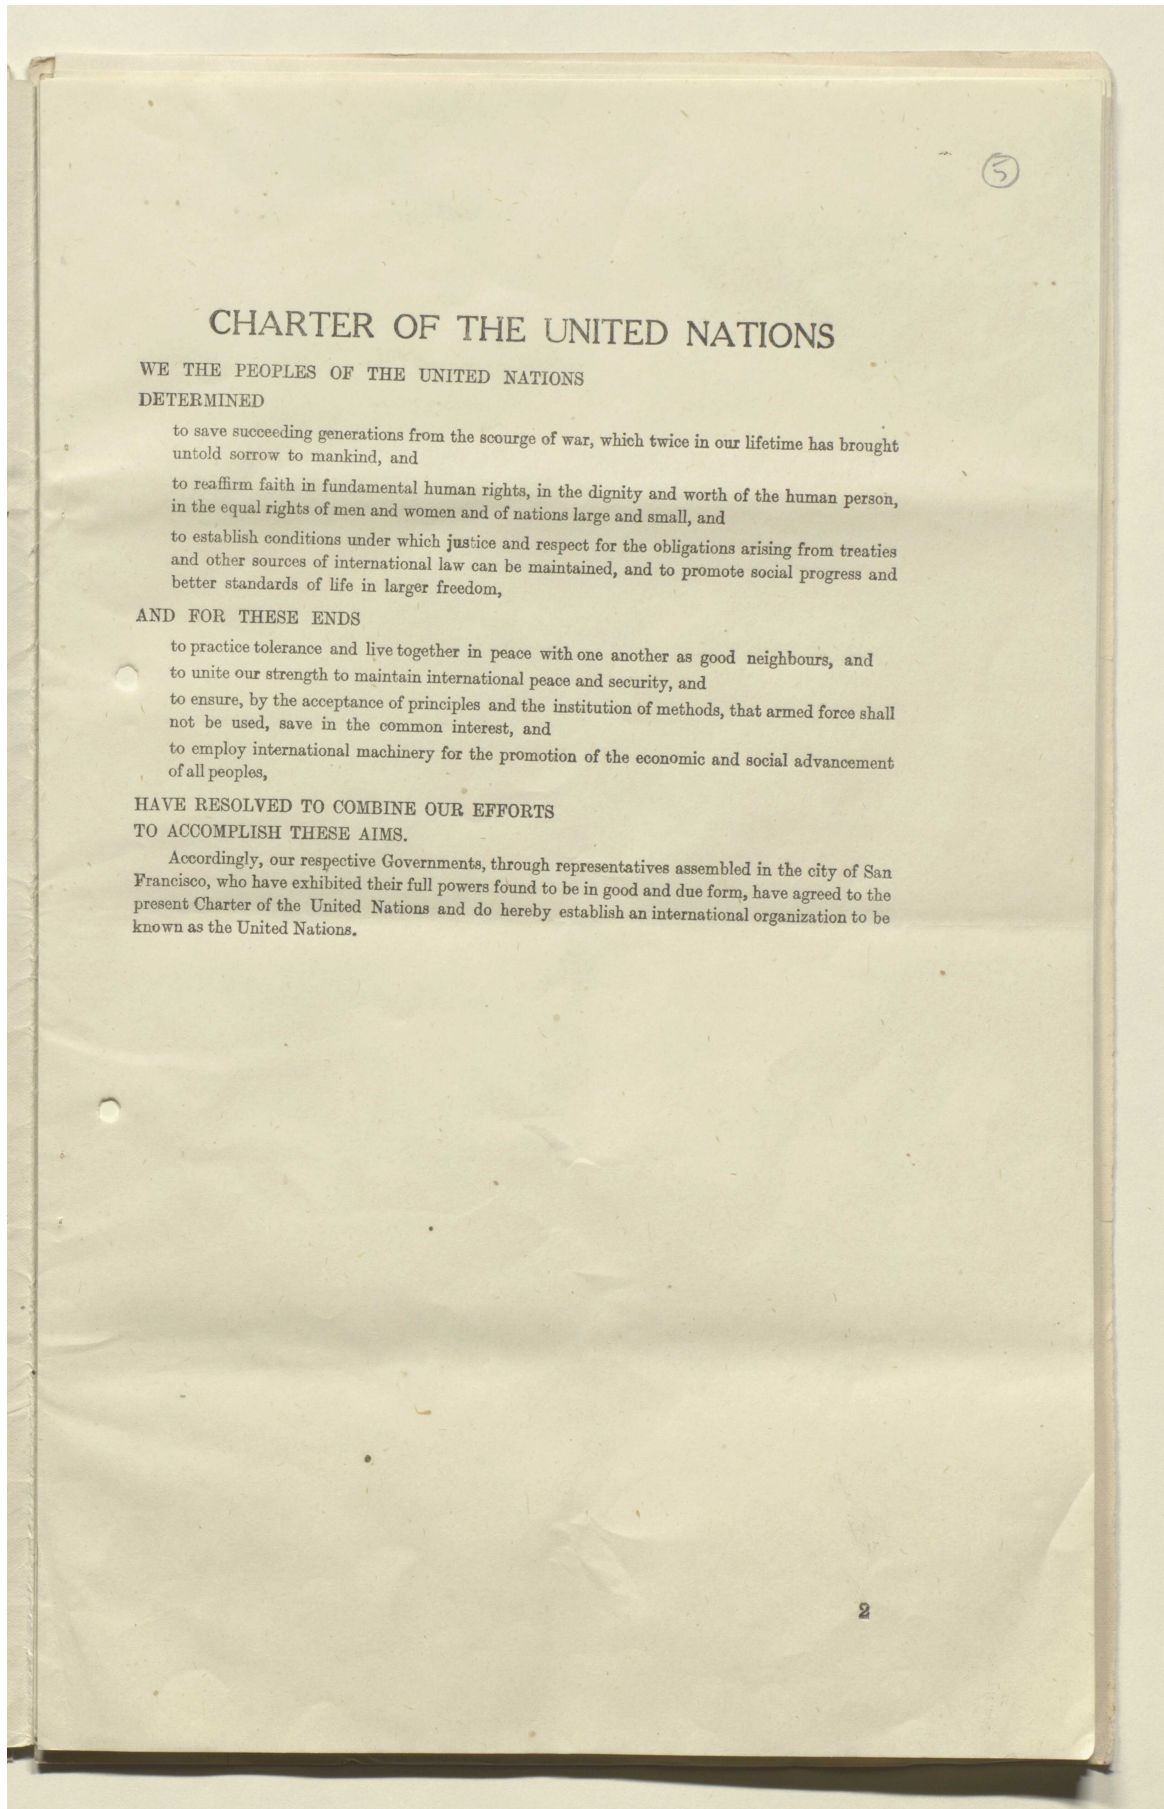 5
CHARTER OF THE UNITED NATIONS
WE THE PEOPLES OF THE UNITED NATIONS
DETERMINED
to save succeeding generations from the scourge of war, which twice in our lifetime has brought
untold sorrow to mankind, and
to reaffirm faith in fundamental human rights, in the dignity and worth of the human person,
in the equal rights of men and women and of nations large and small, and
to establish conditions under which justice and respect for the obligations arising from treaties
and other sources of international law can be maintained, and to promote social progress and
better standards of life in larger freedom,
AND FOR THESE ENDS
to practice tolerance and live together in peace with one another as good neighbours, and
to unite our strength to maintain international peace and security, and
to ensure, by the acceptance of principles and the institution of methods, that armed force shall
not be used, save in the common interest, and
to employ international machinery for the promotion of the economic and social advancement
of all peoples,
HAVE RESOLVED TO COMBINE OUR EFFORTS
TO ACCOMPLISH THESE AIMS.
Accordingly, our respective Governments, through representatives assembled in the city of San
Francisco, who have exhibited their full powers found to be in good and due form, have agreed to the
present Charter of the United Nations and do hereby establish an international organization to be
known as the United Nations.
2